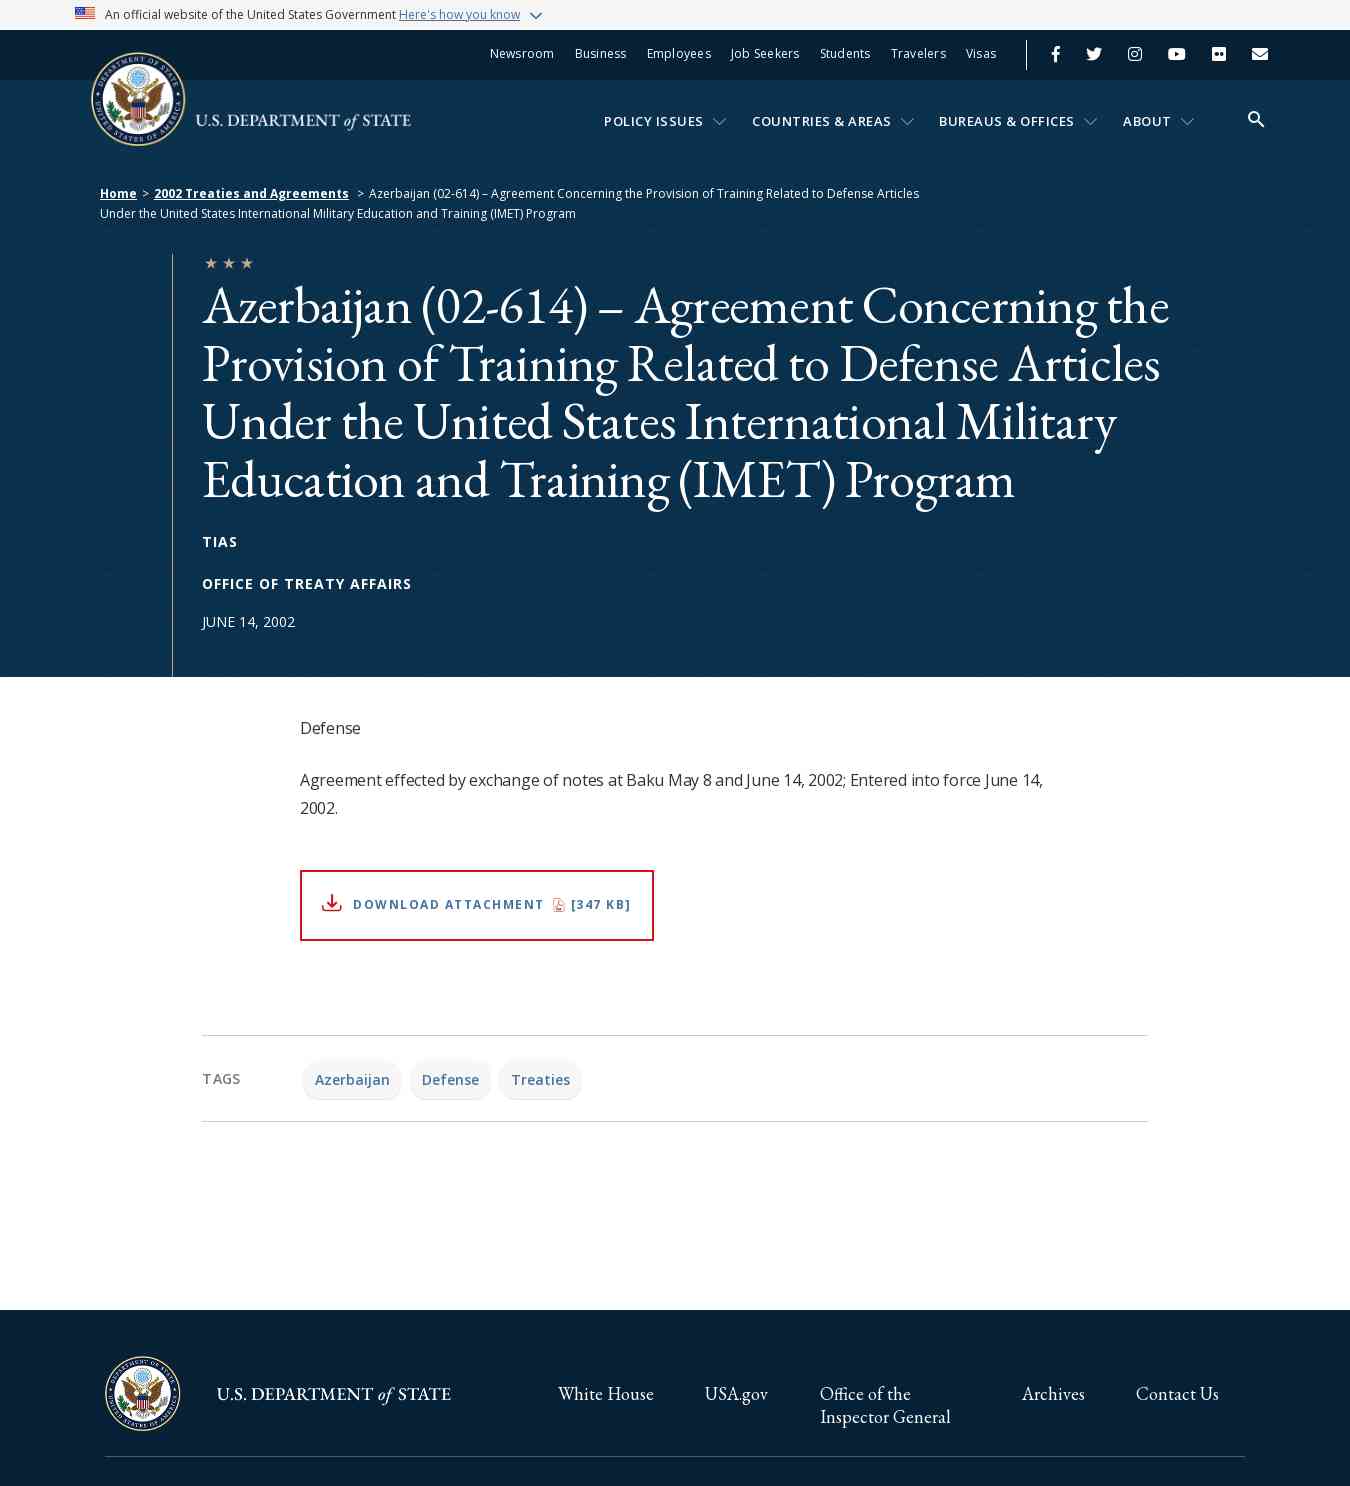 An official website of the United States Government Here's how you know
Newsroom Business Employees Job Seekers Students Travelers Visas
U.S. DEPARTMENT of STATE
POLICY ISSUES COUNTRIES & AREAS BUREAUS & OFFICES ABOUT
Home > 2002 Treaties and Agreements > Azerbaijan (02-614) – Agreement Concerning the Provision of Training Related to Defense Articles
Under the United States International Military Education and Training (IMET) Program
Azerbaijan (02-614) – Agreement Concerning the
Provision of Training Related to Defense Articles
Under the United States International Military
Education and Training (IMET) Program
TIAS
OFFICE OF TREATY AFFAIRS
JUNE 14, 2002
Defense
Agreement effected by exchange of notes at Baku May 8 and June 14, 2002; Entered into force June 14,
2002.
DOWNLOAD ATTACHMENT [347 KB]
TAGS Azerbaijan Defense Treaties
U.S. DEPARTMENT of STATE
White House USA.gov Office of the Archives Contact Us
Inspector General